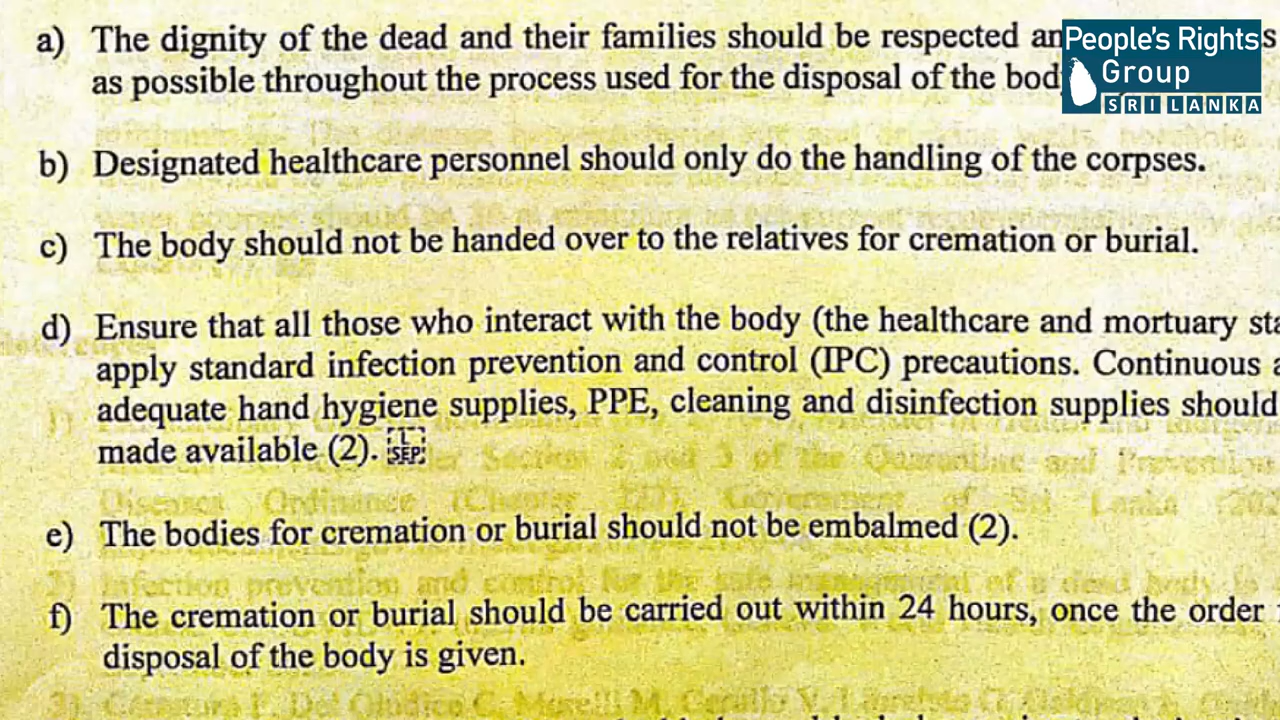 a) The dignity of the dead and their families should be respected
as possible throughout the process used for the disposal of the
People's Rights
Group
SRI LANKA
b) Designated healthcare personnel should only do the handling of the corpses.
c) The body should not be handed over to the relatives for cremation or burial.
d) Ensure that all those who interact with the body (the healthcare and mortuary
apply standard infection prevention and control (IPC) precautions. Continuous
adequate hand hygiene supplies, PPE, cleaning and disinfection supplies should
made available (2). L SEP
e) The bodies for cremation or burial should not be embalmed (2).
f) The cremation or burial should be carried out within 24 hours, once the order
disposal of the body is given.